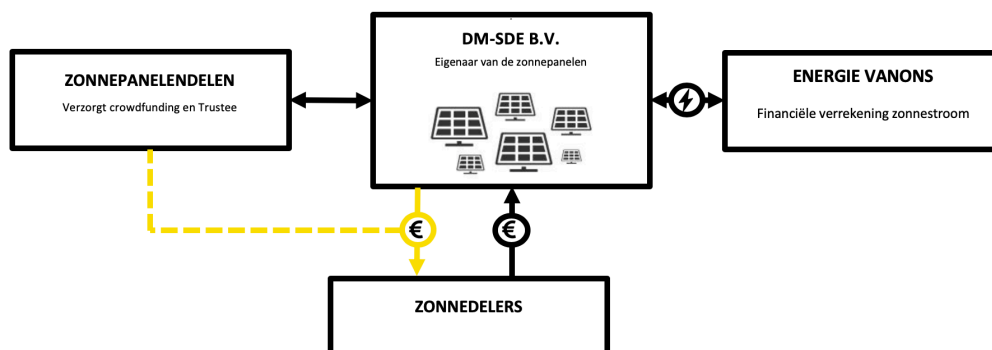 DM-SDE B.V.
Eigenaar van de zonnepanelen
ZONNEPANELENDELEN
Verzorgt crowdfunding en Trustee
ENERGIE VANONS
Financiële verrekening zonnestroom
€
€
ZONNEDELERS